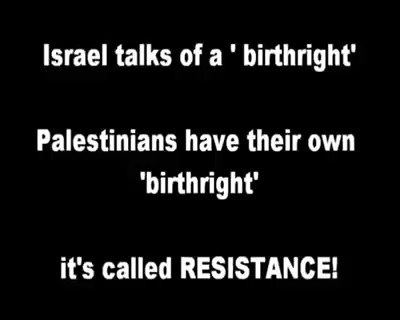 Israel talks of a ' birthright'
Palestinians have their own
'birthright'
it's called RESISTANCE!